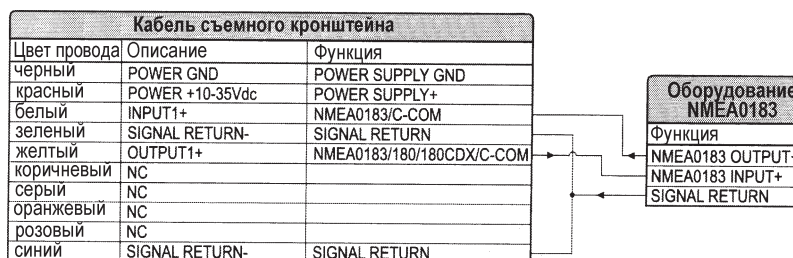 Кабель съемного кронштейна
Цвет провода Описание Функция
черный POWER GND POWER SUPPLY GND
красный POWER +10-35Vdc POWER SUPPLY+
белый INPUT1+ NMEA0183/C-COM
зеленый SIGNAL RETURN- SIGNAL RETURN
желтый OUTPUT1+ NMEA0183/180/180CDX/C-COM
коричневый NC
серый NC
оранжевый NC
розовый NC
синий SIGNAL RETURN- SIGNAL RETURN
Оборудование
NMEA0183
Функция
NMEA0183 OUTPUT+
NMEA0183 INPUT+
SIGNAL RETURN